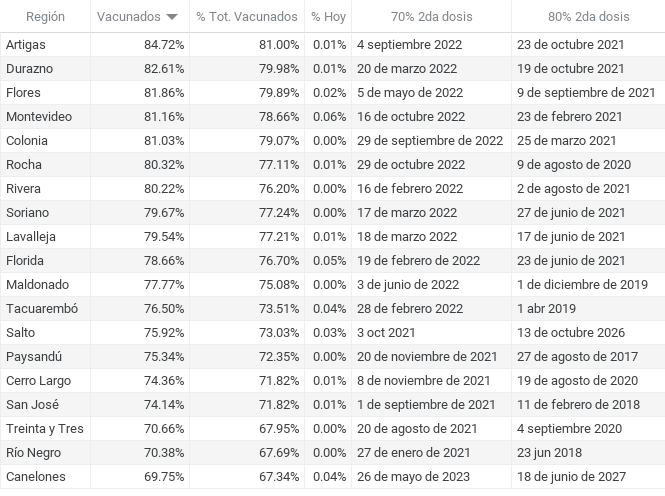 Región Vacunados % Tot. Vacunados % Hoy 70% 2da dosis 80% 2da dosis
Artigas 84.72% 81.00% 0.01% 4 septiembre 2022 23 de octubre 2021
Durazno 82.61% 79.98% 0.01% 20 de marzo 2022 19 de octubre 2021
Flores 81.86% 79.89% 0.02% 5 de mayo de 2022 9 de septiembre de 2021
Montevideo 81.16% 78.66% 0.06% 16 de octubre 2022 23 de febrero 2021
Colonia 81.03% 79.07% 0.00% 29 de septiembre de 2022 25 de marzo 2021
Rocha 80.32% 77.11% 0.01% 29 de octubre 2022 9 de agosto de 2020
Rivera 80.22% 76.20% 0.00% 16 de febrero 2022 2 de agosto de 2021
Soriano 79.67% 77.24% 0.00% 17 de marzo 2022 27 de junio de 2021
Lavalleja 79.54% 77.21% 0.01% 18 de marzo 2022 17 de junio de 2021
Florida 78.66% 76.70% 0.05% 19 de febrero de 2022 23 de junio de 2021
Maldonado 77.77% 75.08% 0.00% 3 de junio de 2022 1 de diciembre de 2019
Tacuarembó 76.50% 73.51% 0.04% 28 de febrero 2022 1 abr 2019
Salto 75.92% 73.03% 0.03% 3 oct 2021 13 de octubre 2026
Paysandú 75.34% 72.35% 0.00% 20 de noviembre de 2021 27 de agosto de 2017
Cerro Largo 74.36% 71.82% 0.01% 8 de noviembre de 2021 19 de agosto de 2020
San José 74.14% 71.82% 0.01% 1 de septiembre de 2021 11 de febrero de 2018
Treinta y Tres 70.66% 67.95% 0.00% 20 de agosto de 2021 4 septiembre 2020
Río Negro 70.38% 67.69% 0.00% 27 de enero de 2021 23 jun 2018
Canelones 69.75% 67.34% 0.04% 26 de mayo de 2023 18 de junio de 2027